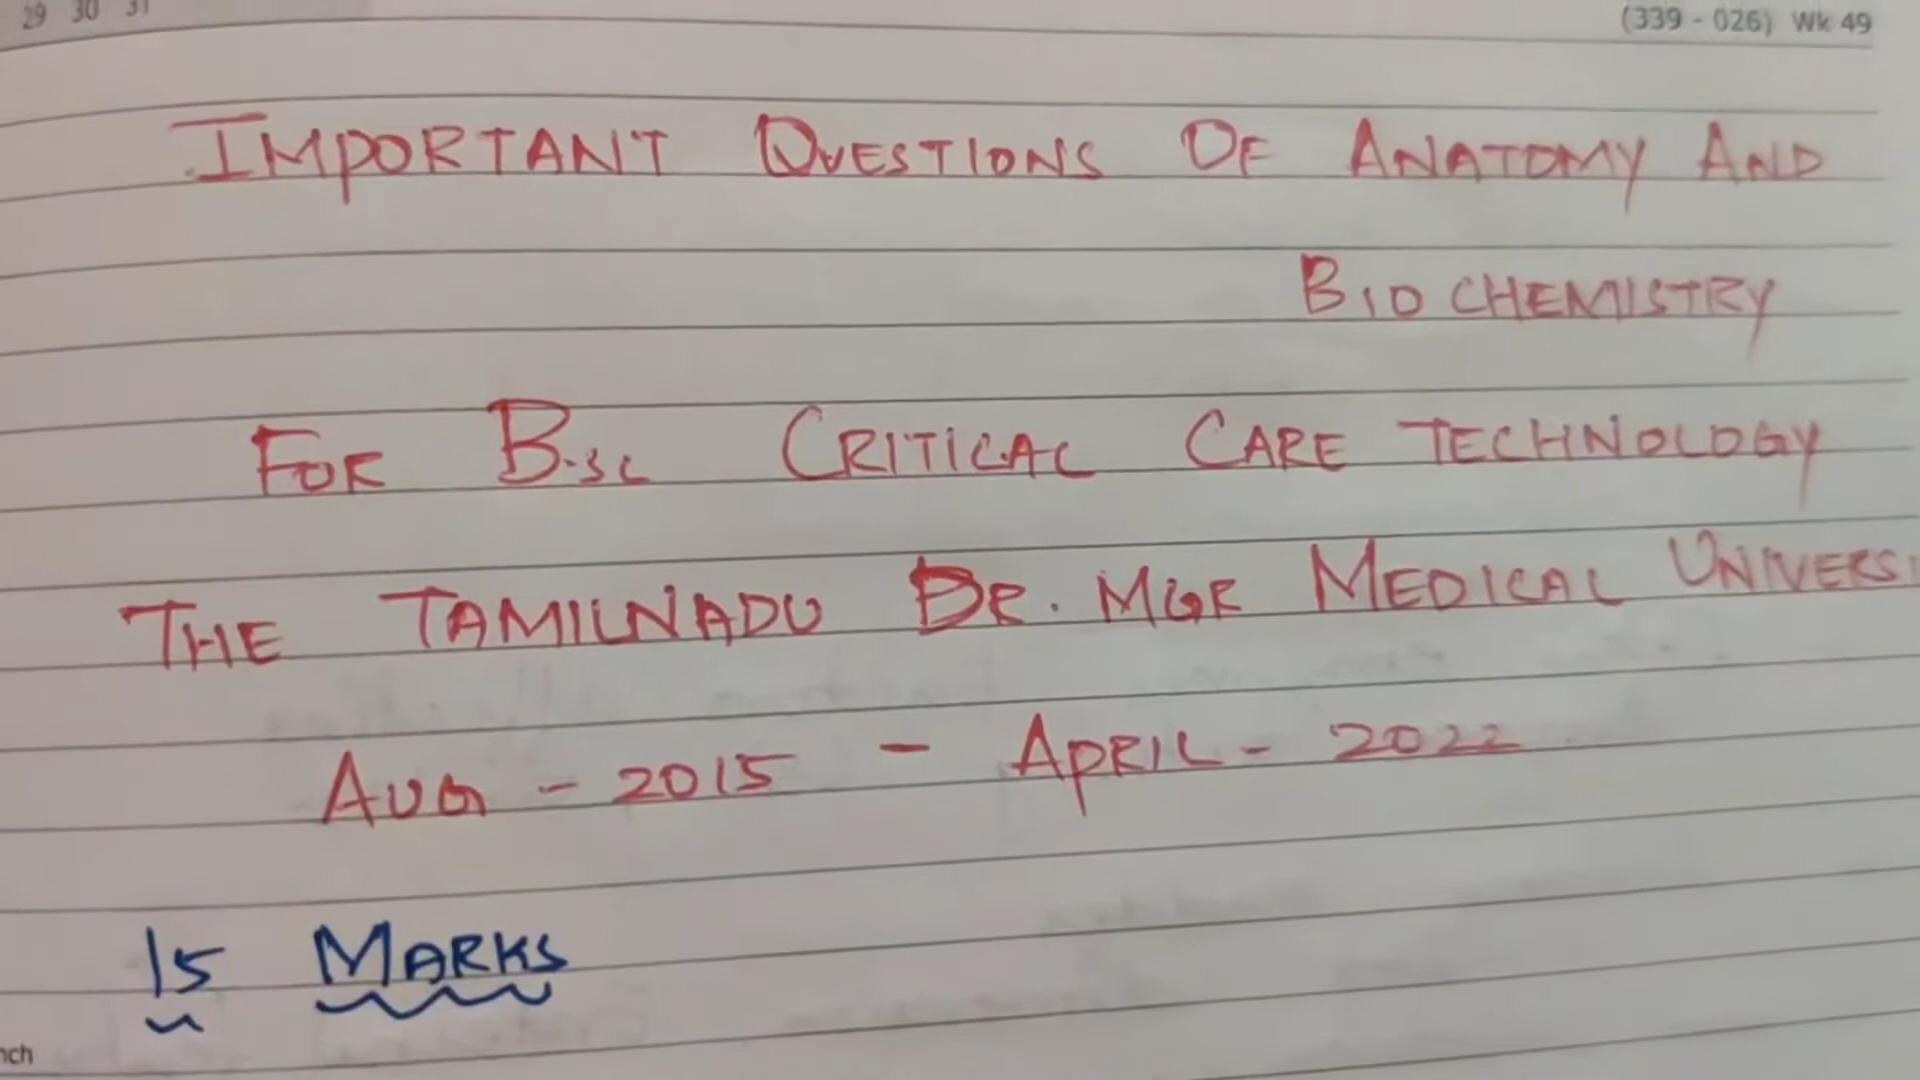 29 30 31
(339 - 026) Wk 49
IMPORTANT QUESTIONS OF ANATOMY AND
BIOCHEMISTRY
FOR B.sc CRITICAL CARE TECHNOLOGY
THE TAMILNADU DR. MGR MEDICAL UNIVERSI
AUG - 2015 - APRIL - 2022
15 MARKS
nch